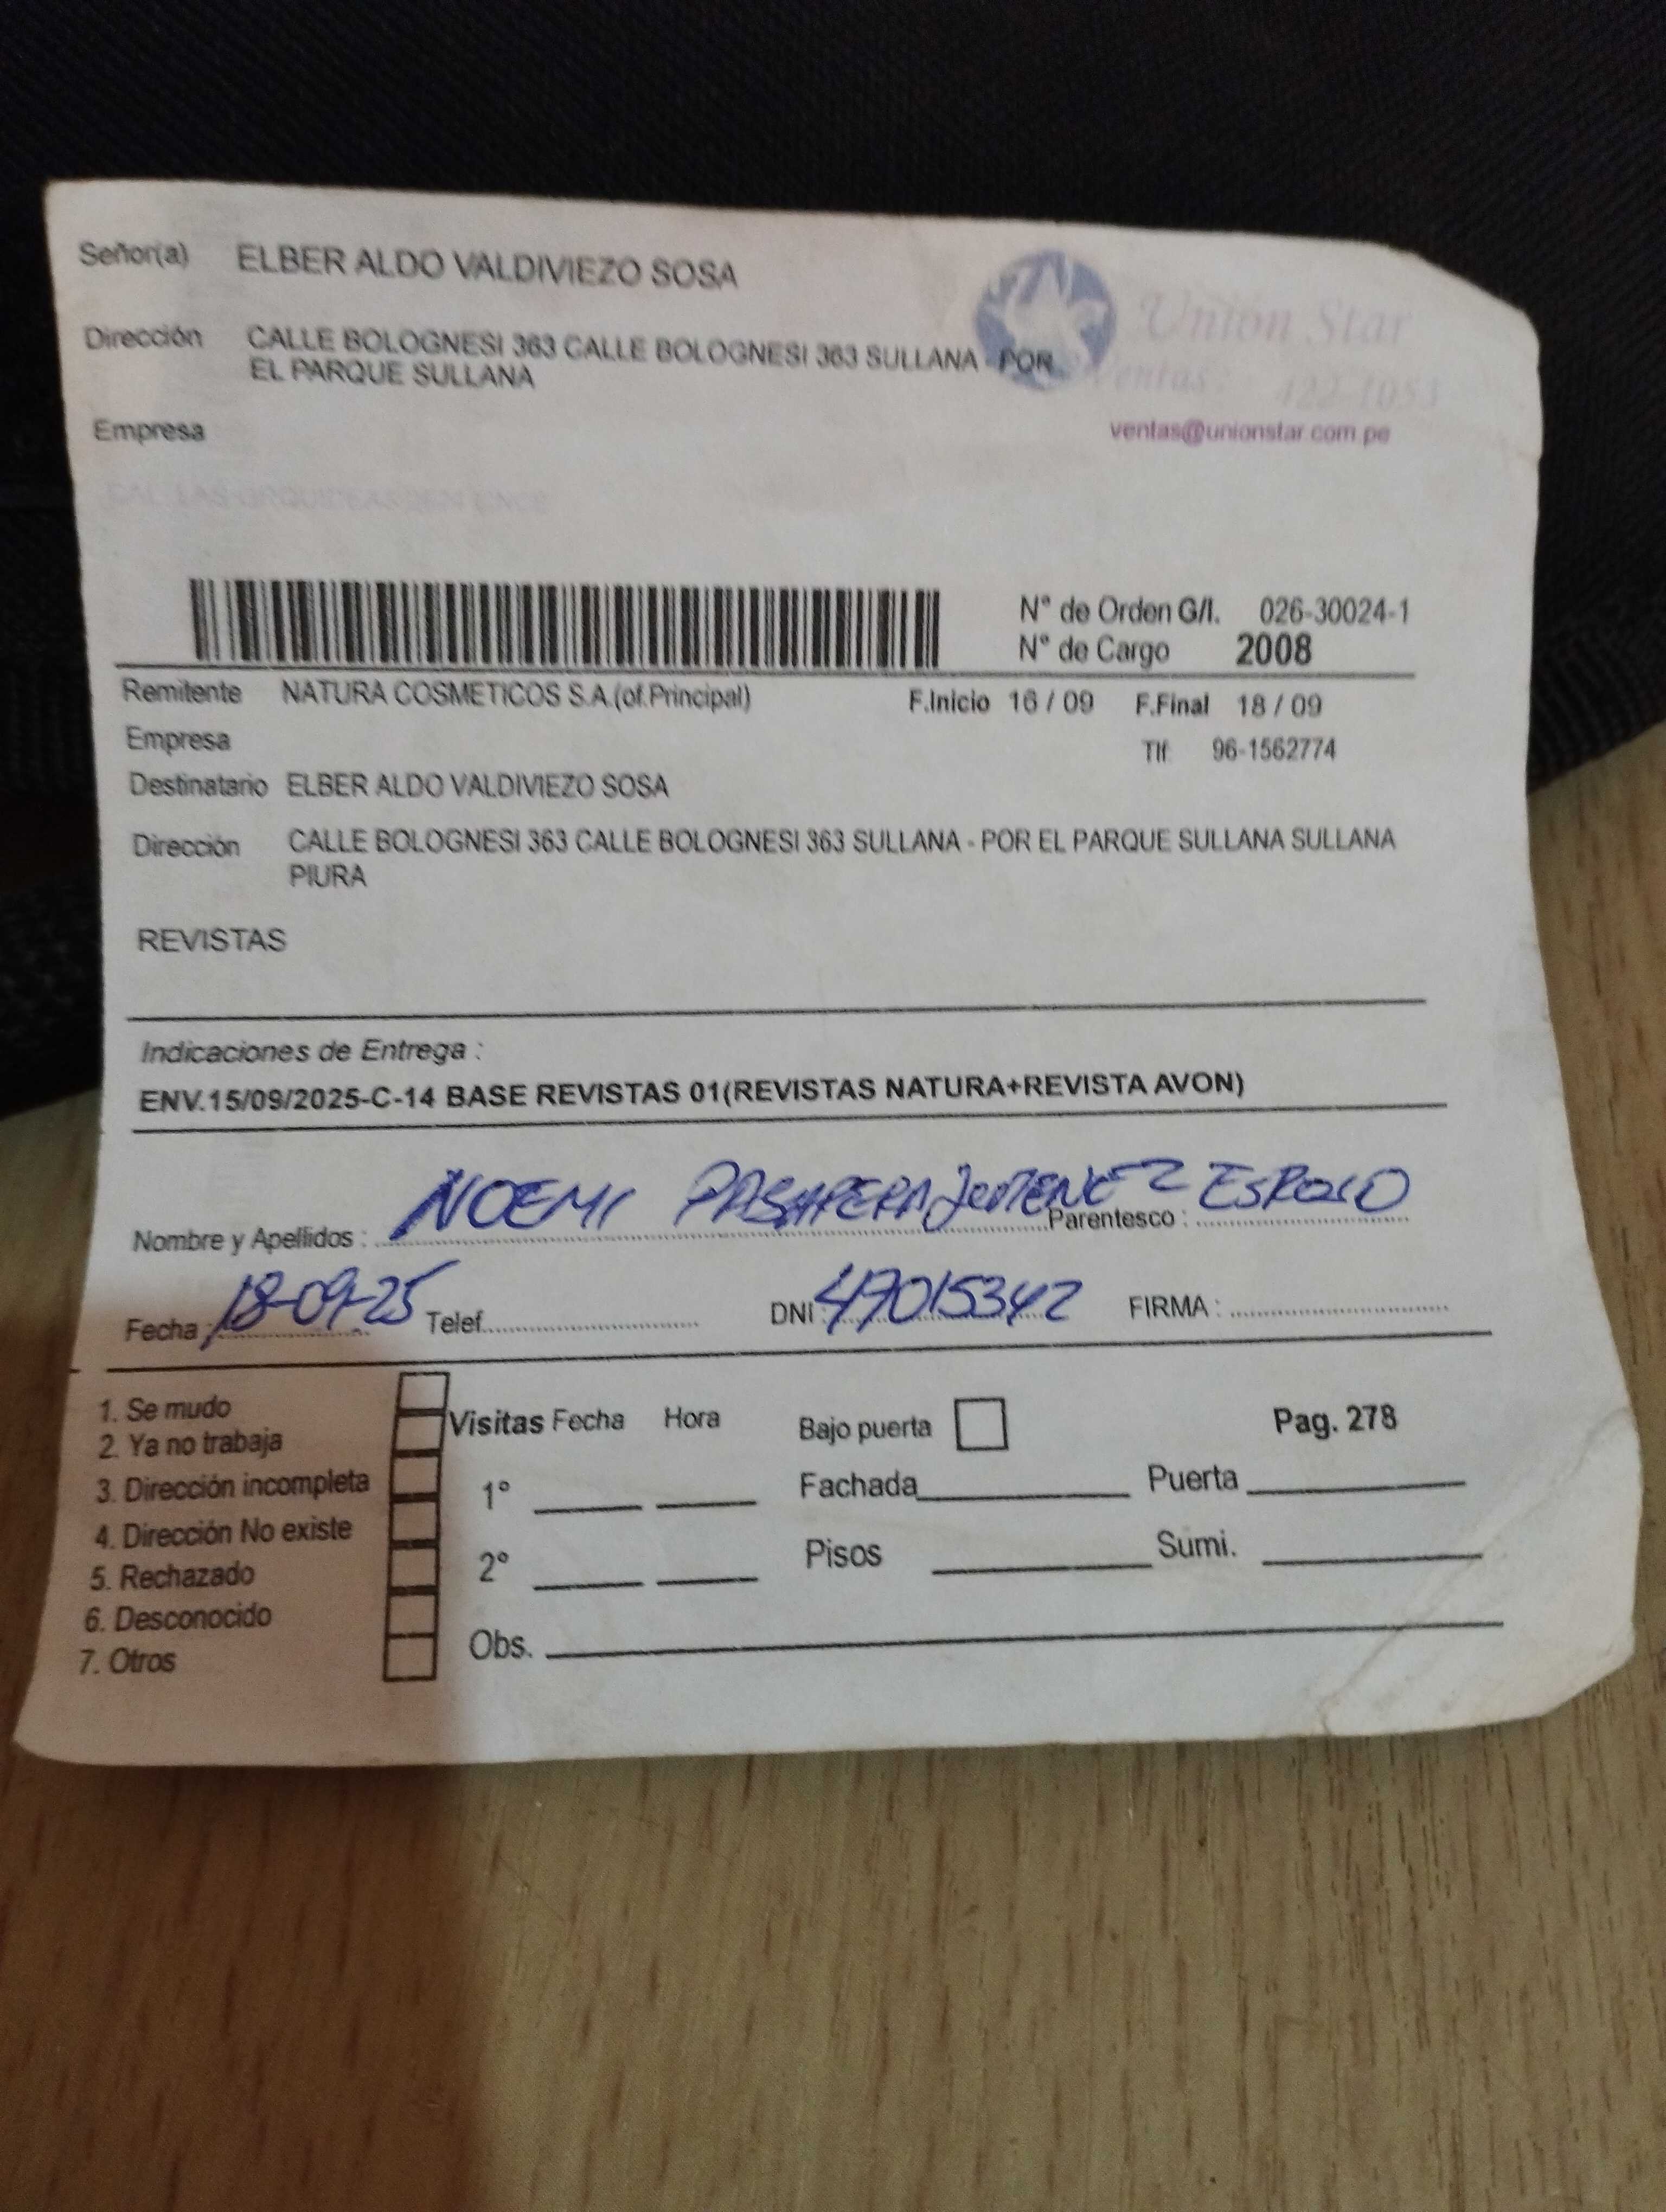 Señor(a) ELBER ALDO VALDIVIEZO SOSA
Union Star
Dirección CALLE BOLOGNESI 363 CALLE BOLOGNESI 363 SULLANA - POR
EL PARQUE SULLANA
Ventas: 422-1053
Empresa
ventas@unionstar.com.pe
N° de Orden G/I. 026-30024-1
N° de Cargo 2008
Remitente NATURA COSMETICOS S.A.(of.Principal) F.Inicio 16 / 09 F.Final 18 / 09
Empresa Tlf 96-1562774
Destinatario ELBER ALDO VALDIVIEZO SOSA
Dirección CALLE BOLOGNESI 363 CALLE BOLOGNESI 363 SULLANA - POR EL PARQUE SULLANA SULLANA
PIURA
REVISTAS
Indicaciones de Entrega :
ENV.15/09/2025-C-14 BASE REVISTAS 01(REVISTAS NATURA+REVISTA AVON)
Nombre y Apellidos : NOEMI PASAPERA JIMENEZ Parentesco : ESPOSO
Fecha : 18-09-25 Telef. DNI : 47015342 FIRMA :
1. Se mudo
2. Ya no trabaja
3. Dirección incompleta
4. Dirección No existe
5. Rechazado
6. Desconocido
7. Otros
Visitas Fecha Hora Bajo puerta Pag. 278
1° Fachada Puerta
2° Pisos Sumi.
Obs.